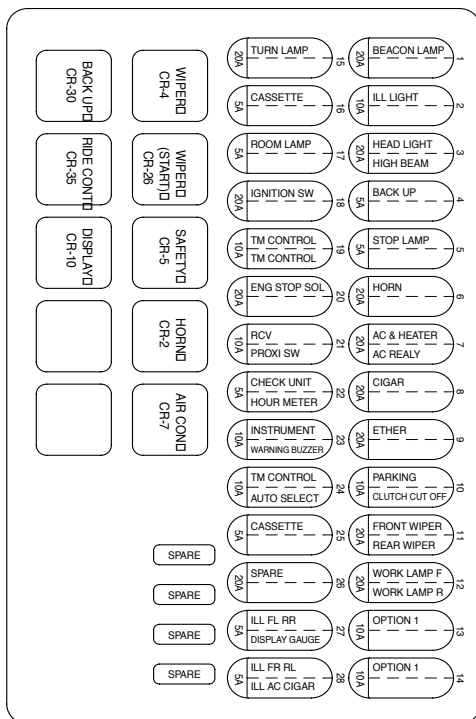 BACK UP
CR-30
RIDE CONT
CR-35
DISPLAY
CR-10
WIPER
CR-4
WIPER
(START)
CR-26
SAFETY
CR-5
HORN
CR-2
AIR CON
CR-7
SPARE
SPARE
SPARE
SPARE
20A TURN LAMP 15
5A CASSETTE 16
5A ROOM LAMP 17
20A IGNITION SW 18
10A TM CONTROL 19
TM CONTROL
20A ENG STOP SOL 20
10A RCV 21
PROXI SW
5A CHECK UNIT 22
HOUR METER
10A INSTRUMENT 23
WARNING BUZZER
10A TM CONTROL 24
AUTO SELECT
5A CASSETTE 25
20A SPARE 26
5A ILL FL RR 27
DISPLAY GAUGE
5A ILL FR RL 28
ILL AC CIGAR
20A BEACON LAMP 1
10A ILL LIGHT 2
20A HEAD LIGHT 3
HIGH BEAM
5A BACK UP 4
5A STOP LAMP 5
20A HORN 6
20A AC & HEATER 7
AC REALY
20A CIGAR 8
20A ETHER 9
10A PARKING 10
CLUTCH CUT OFF
20A FRONT WIPER 11
REAR WIPER
20A WORK LAMP F 12
WORK LAMP R
10A OPTION 1 13
10A OPTION 1 14